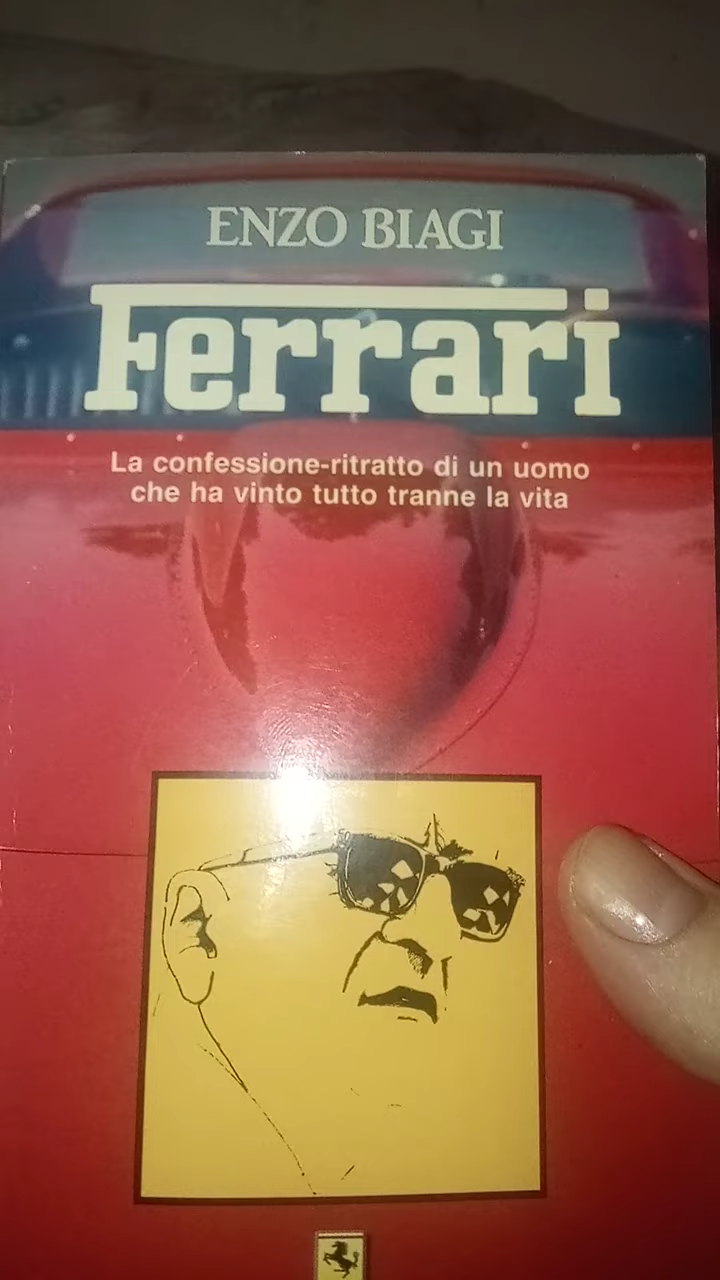 ENZO BIAGI
Ferrari
La confessione-ritratto di un uomo
che ha vinto tutto tranne la vita